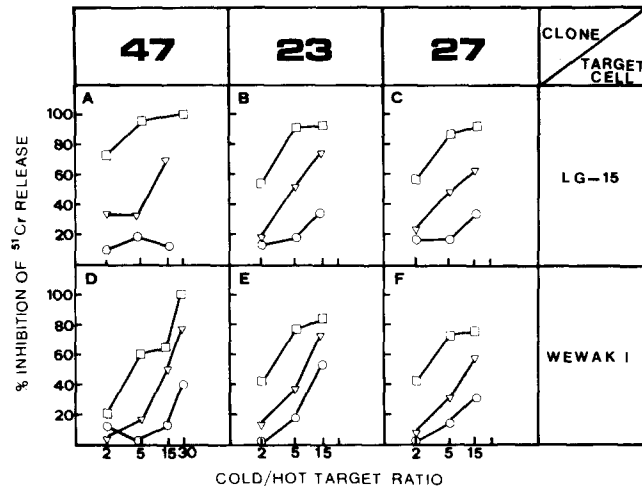 47
23
27
CLONE
TARGET
CELL
% INHIBITION OF ⁵¹Cr RELEASE
A
B
C
100
80
60
40
20
LG-15
D
E
F
100
80
60
40
20
WEWAK I
2 5 15 30
2 5 15
2 5 15
COLD/HOT TARGET RATIO